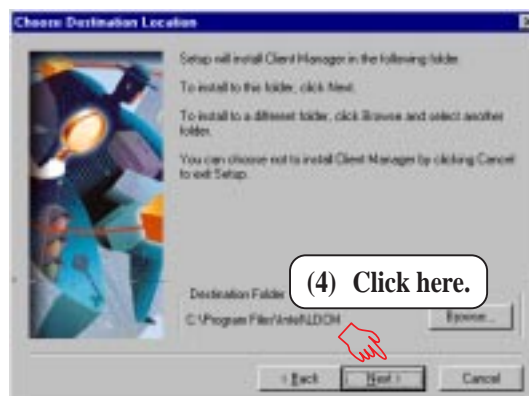 Choose Destination Location
Setup will install Client Manager in the following folder.
To install to this folder, click Next.
To install to a different folder, click Browse and select another
folder.
You can choose not to install Client Manager by clicking Cancel
to exit Setup.
(4) Click here.
Destination Folder
C:\Program Files\Intel\LDCM
Browse...
< Back
Next >
Cancel